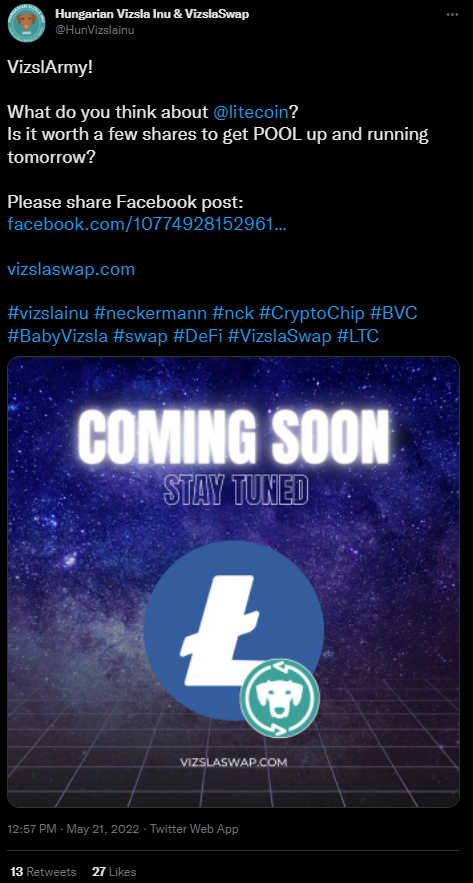 Hungarian Vizsla Inu & VizslaSwap
@HunVizslainu
VizslArmy!
What do you think about @litecoin?
Is it worth a few shares to get POOL up and running
tomorrow?
Please share Facebook post:
facebook.com/10774928152961...
vizslaswap.com
#vizslainu #neckermann #nck #CryptoChip #BVC
#BabyVizsla #swap #DeFi #VizslaSwap #LTC
COMING SOON
STAY TUNED
VIZSLASWAP.COM
12:57 PM · May 21, 2022 · Twitter Web App
13 Retweets 27 Likes